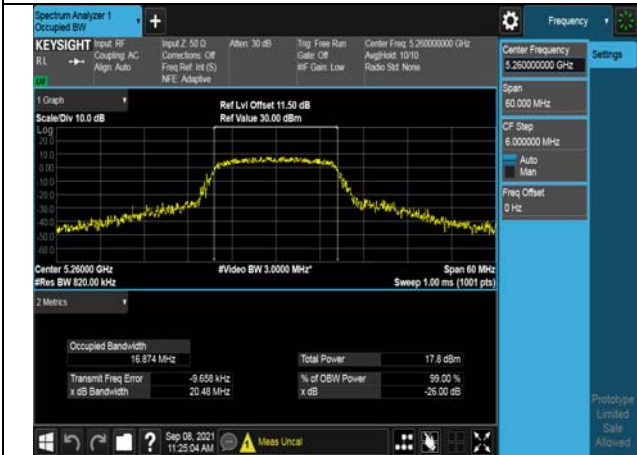 Spectrum Analyzer 1
Occupied BW
+
Frequency
KEYSIGHT
RL
Input: RF
Coupling: AC
Align: Auto
Input Z: 50 Ω
Corrections: Off
Freq Ref: Int (S)
NFE: Adaptive
Atten: 30 dB
Trig: Free Run
Gate: Off
#IF Gain: Low
Center Freq: 5.260000000 GHz
Avg|Hold: 10/10
Radio Std: None
Center Frequency
5.260000000 GHz
Settings
Span
60.000 MHz
CF Step
6.000000 MHz
Auto
Man
Freq Offset
0 Hz
1 Graph
Scale/Div 10.0 dB
Ref Lvl Offset 11.50 dB
Ref Value 30.00 dBm
Log
20.0
10.0
0.00
-10.0
-20.0
-30.0
-40.0
-50.0
-60.0
Center 5.26000 GHz
#Res BW 820.00 kHz
#Video BW 3.0000 MHz*
Span 60 MHz
Sweep 1.00 ms (1001 pts)
2 Metrics
Occupied Bandwidth
16.874 MHz
Total Power 17.8 dBm
Transmit Freq Error -9.658 kHz
% of OBW Power 99.00 %
x dB Bandwidth 20.48 MHz
x dB -26.00 dB
Prototype
Limited
Sale
Allowed
?
Sep 08, 2021
11:25:04 AM
Meas Uncal